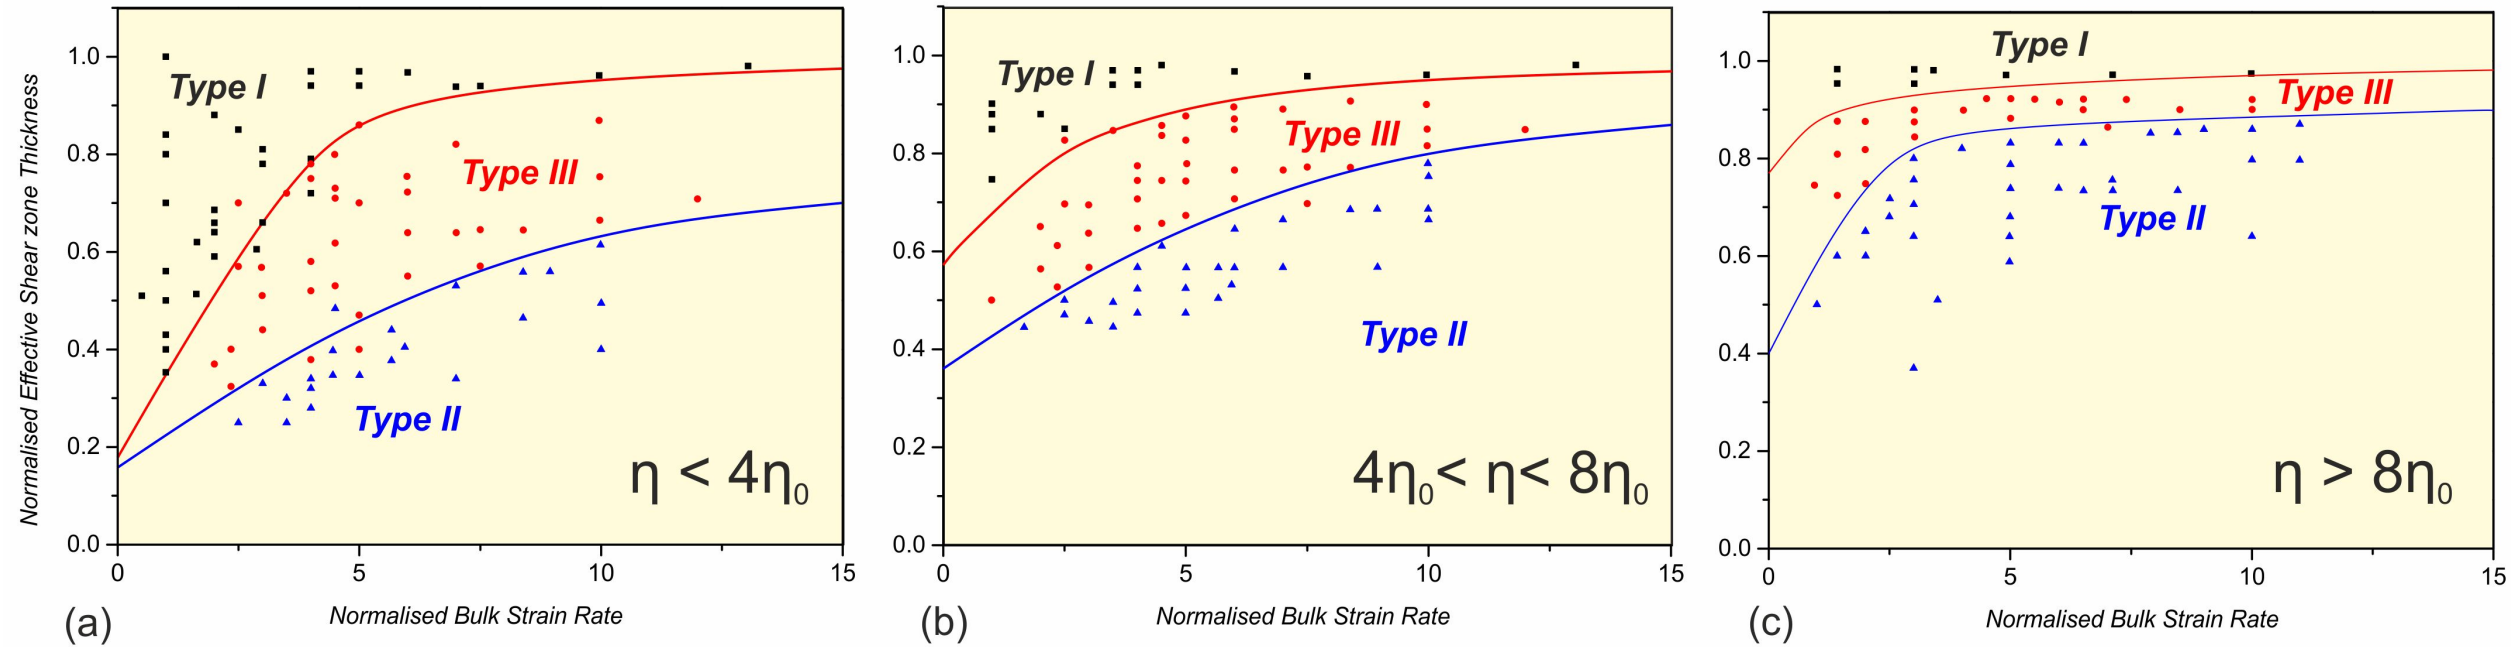 Normalised Effective Shear zone Thickness
1.0
0.8
0.6
0.4
0.2
0.0
0 5 10 15
Type I
Type III
Type II
η < 4η0
(a)
Normalised Bulk Strain Rate
1.0
0.8
0.6
0.4
0.2
0.0
0 5 10 15
Type I
Type III
Type II
4η0< η< 8η0
(b)
Normalised Bulk Strain Rate
1.0
0.8
0.6
0.4
0.2
0.0
0 5 10 15
Type I
Type III
Type II
η > 8η0
(c)
Normalised Bulk Strain Rate